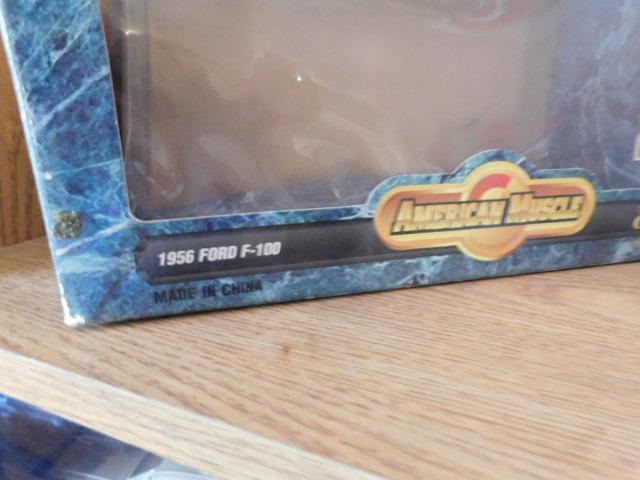 AMERICAN MUSCLE
1956 FORD F-100
MADE IN CHINA